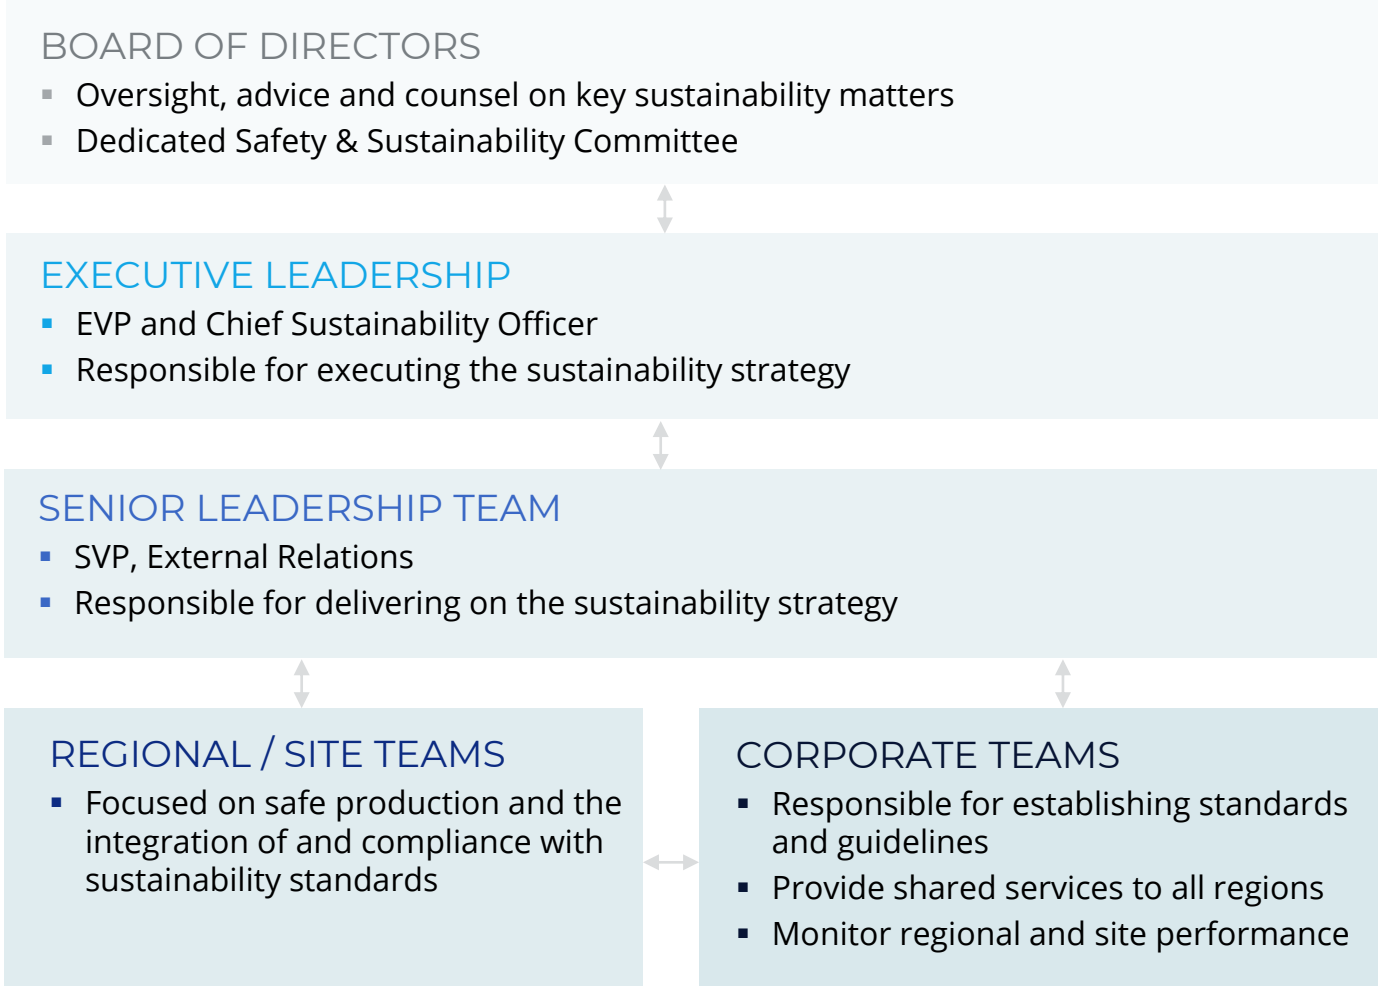 BOARD OF DIRECTORS
▪ Oversight, advice and counsel on key sustainability matters
▪ Dedicated Safety & Sustainability Committee
EXECUTIVE LEADERSHIP
▪ EVP and Chief Sustainability Officer
▪ Responsible for executing the sustainability strategy
SENIOR LEADERSHIP TEAM
▪ SVP, External Relations
▪ Responsible for delivering on the sustainability strategy
REGIONAL / SITE TEAMS
▪ Focused on safe production and the
integration of and compliance with
sustainability standards
CORPORATE TEAMS
▪ Responsible for establishing standards
and guidelines
▪ Provide shared services to all regions
▪ Monitor regional and site performance